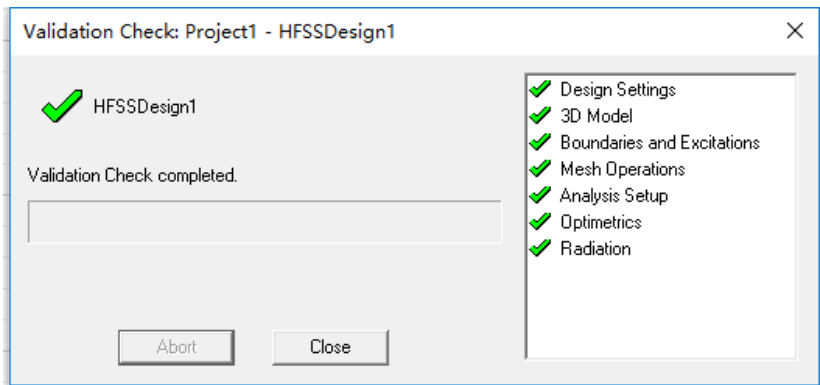 Validation Check: Project1 - HFSSDesign1
HFSSDesign1
Validation Check completed.
Abort
Close
Design Settings
3D Model
Boundaries and Excitations
Mesh Operations
Analysis Setup
Optimetrics
Radiation